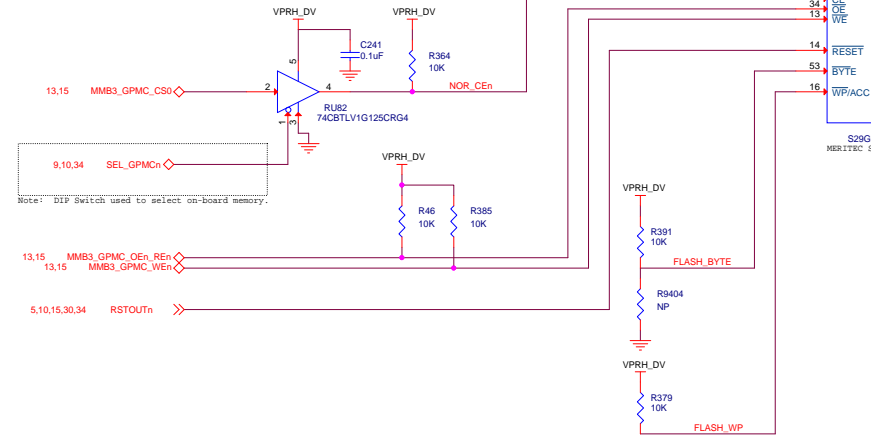 VPRH_DV
VPRH_DV
34
OE
13
WE
C241
0.1uF
R364
10K
5
14
RESET
53
BYTE
13,15 MMB3_GPMC_CS0
2
4
NOR_CEn
16
WP/ACC
RU82
74CBTLV1G125CRG4
1
3
S29G
MERITEC S
9,10,34 SEL_GPMCn
VPRH_DV
Note: DIP Switch used to select on-board memory.
VPRH_DV
R46
10K
R385
10K
R391
10K
13,15 MMB3_GPMC_OEn_REn
FLASH_BYTE
13,15 MMB3_GPMC_WEn
R9404
NP
5,10,15,30,34 RSTOUTn
VPRH_DV
R379
10K
FLASH_WP